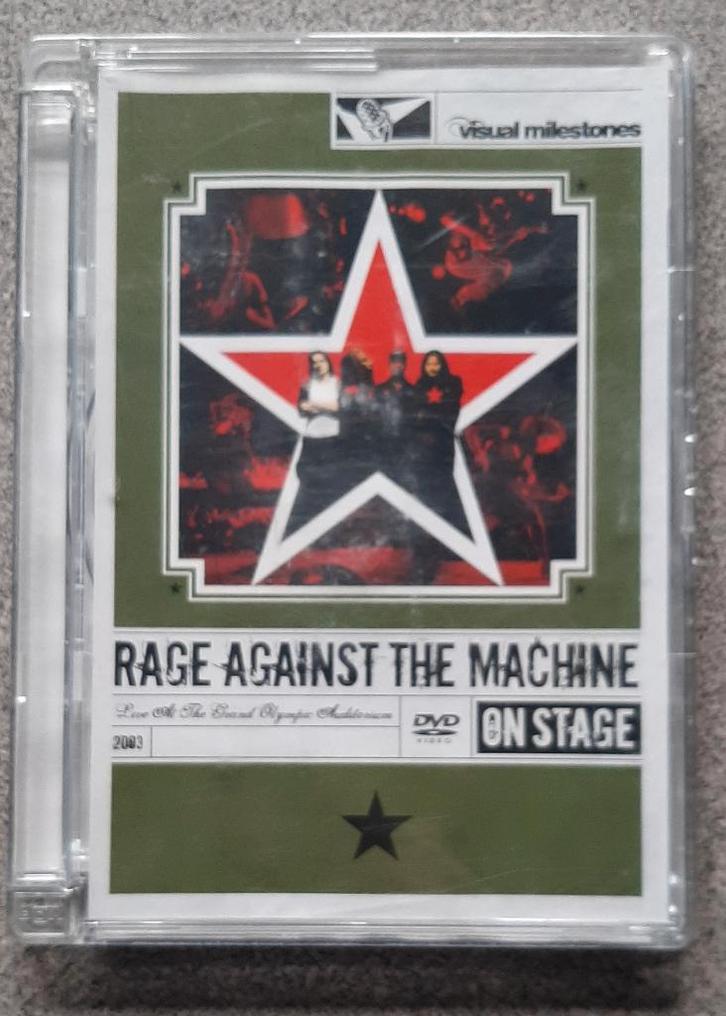 visual milestones
RAGE AGAINST THE MACHINE
Live At The Grand Olympic Auditorium
DVD
VIDEO
ON STAGE
2003